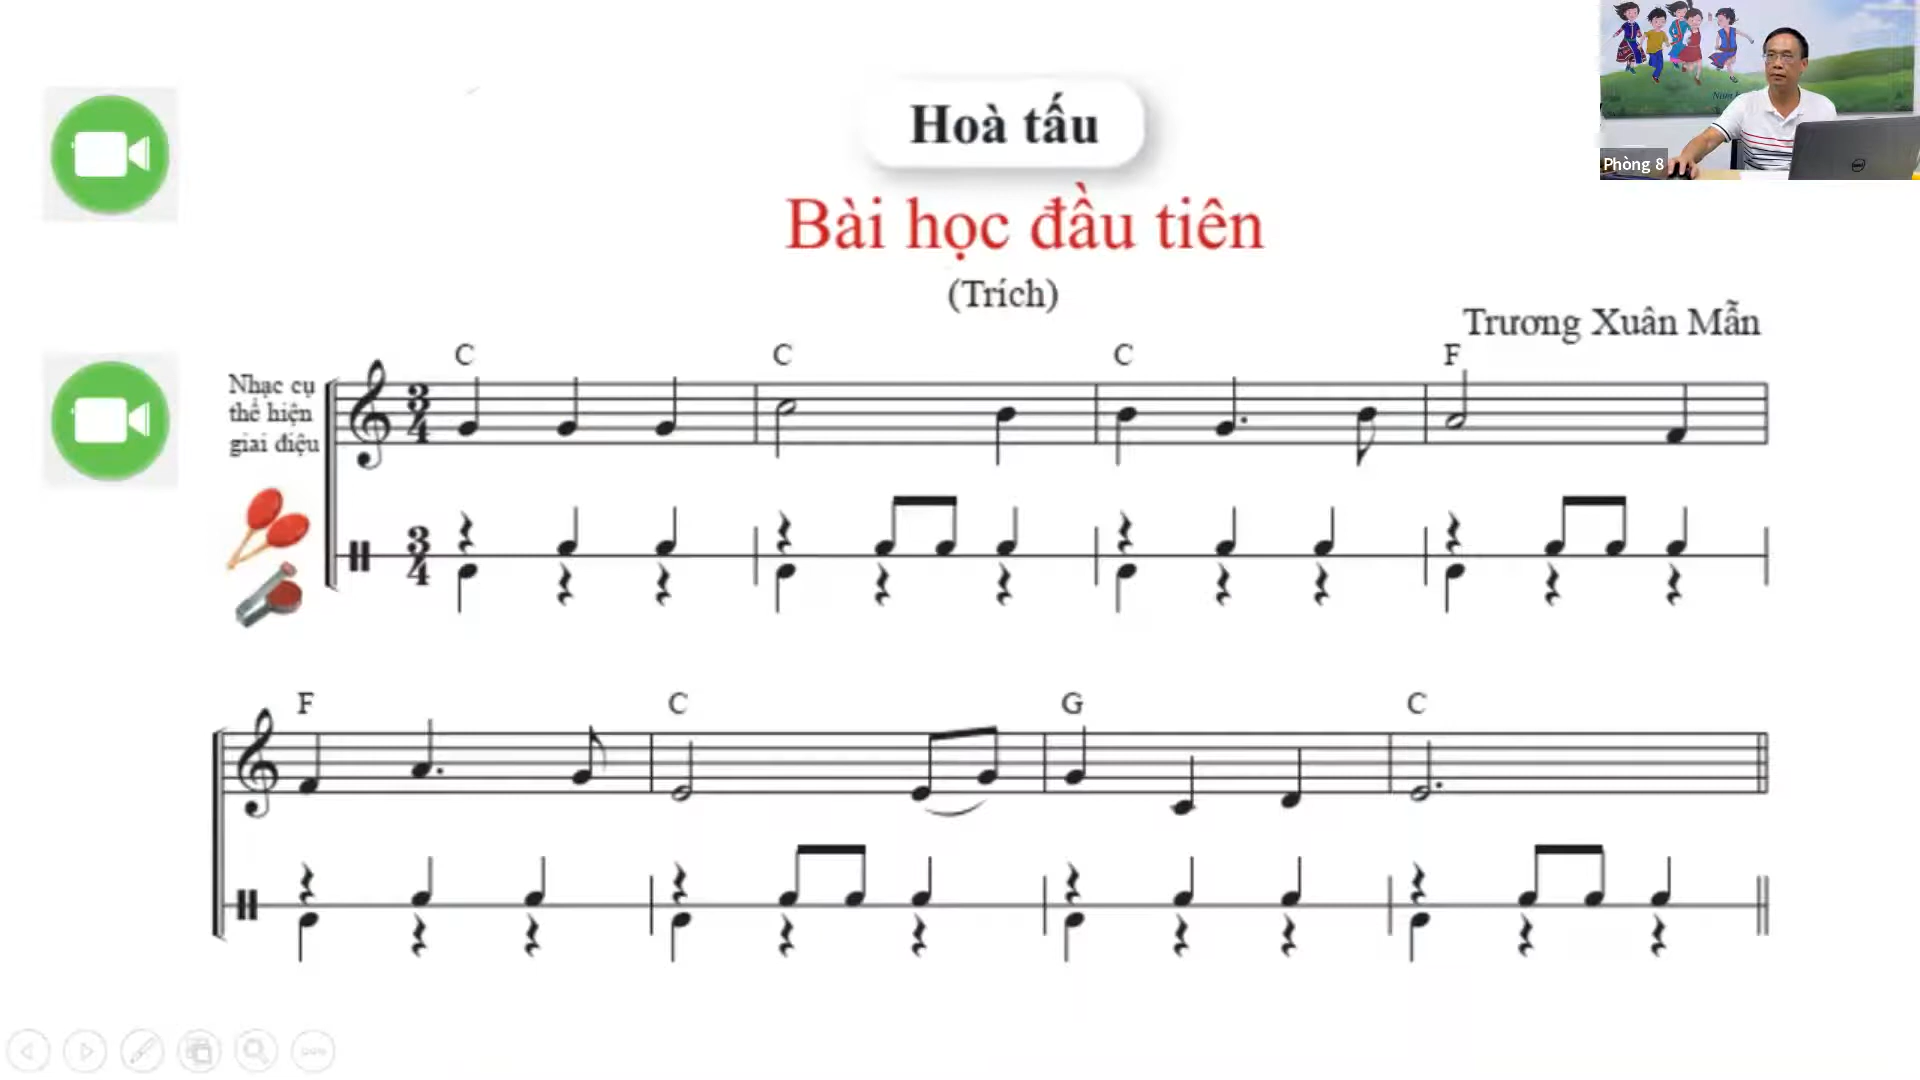 Hoà tấu
Bài học đầu tiên
(Trích)
Trương Xuân Mẫn
Phòng 8
C C C F
Nhạc cụ
thể hiện
giai điệu
3
4
3
4
F C G C